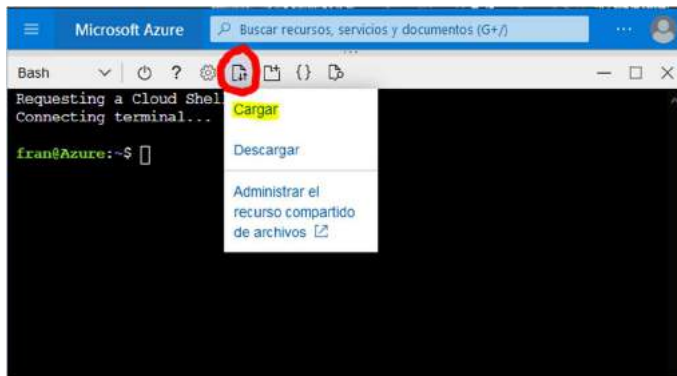 Microsoft Azure
Buscar recursos, servicios y documentos (G+/)
Bash
?
{}
Requesting a Cloud Shel
Connecting terminal...
fran@Azure:~$
Cargar
Descargar
Administrar el
recurso compartido
de archivos